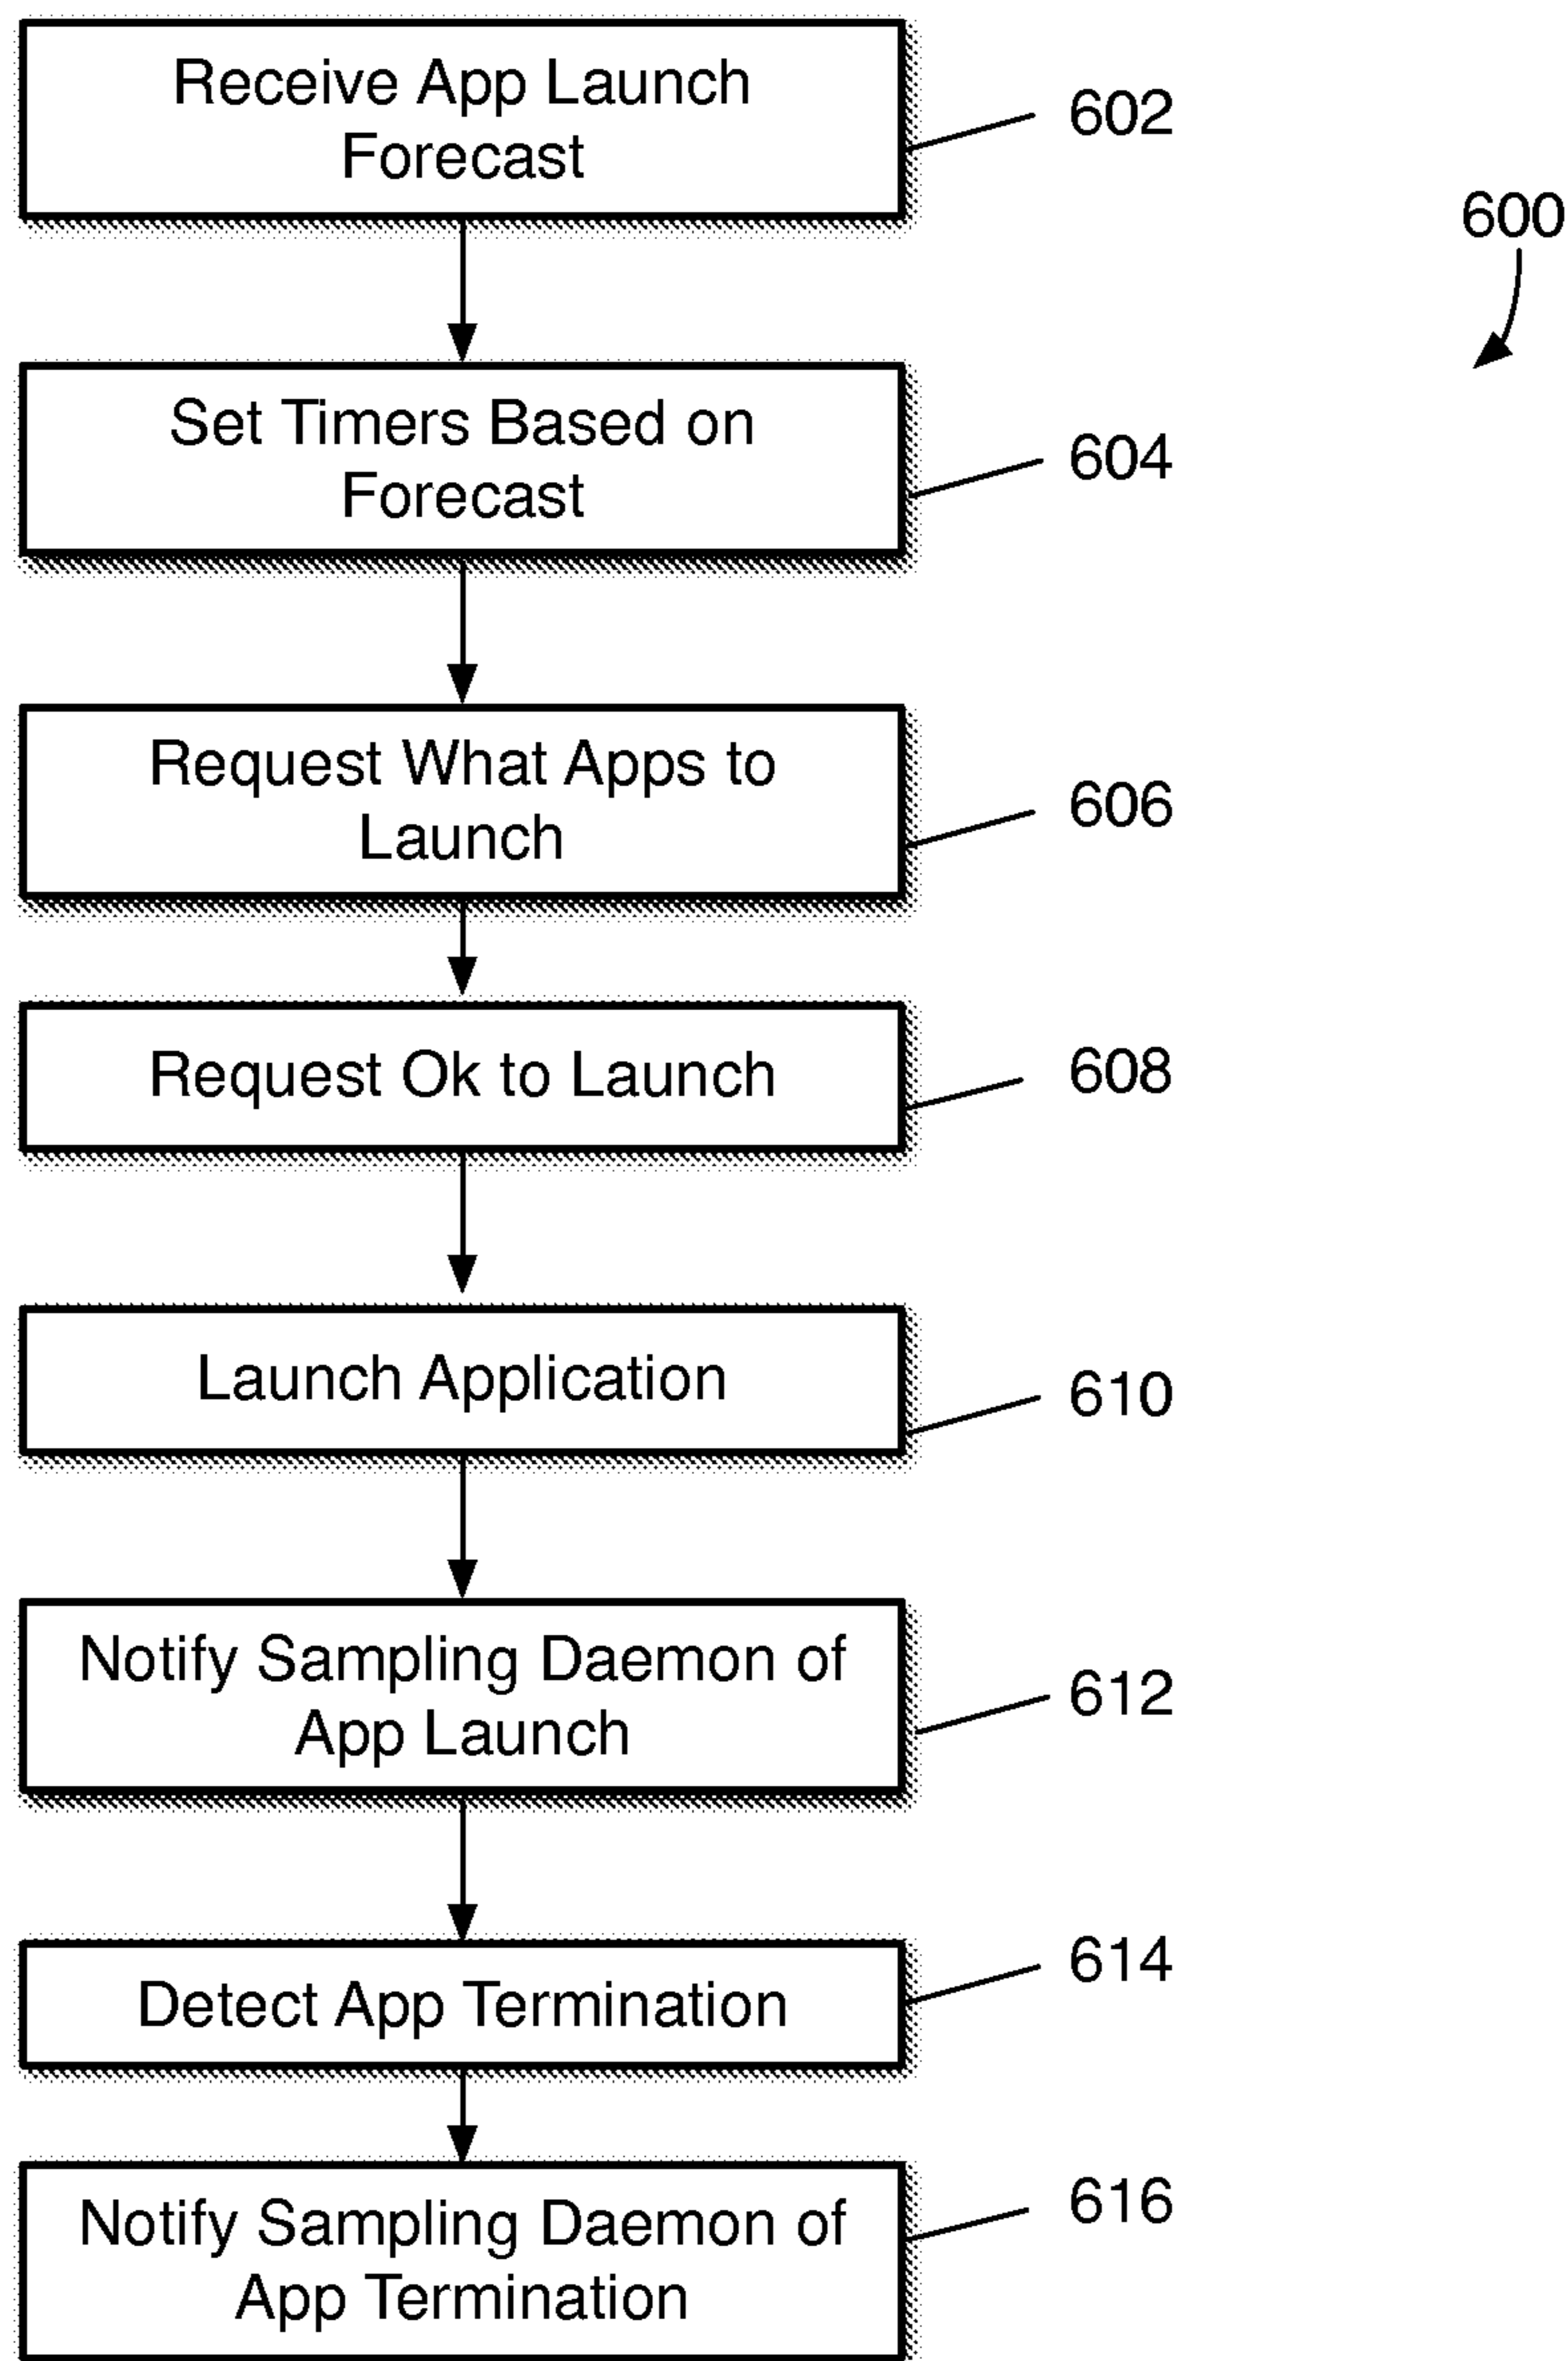 Receive App Launch
Forecast
602
600
Set Timers Based on
Forecast
604
Request What Apps to
Launch
606
Request Ok to Launch
608
Launch Application
610
Notify Sampling Daemon of
App Launch
612
Detect App Termination
614
Notify Sampling Daemon of
App Termination
616